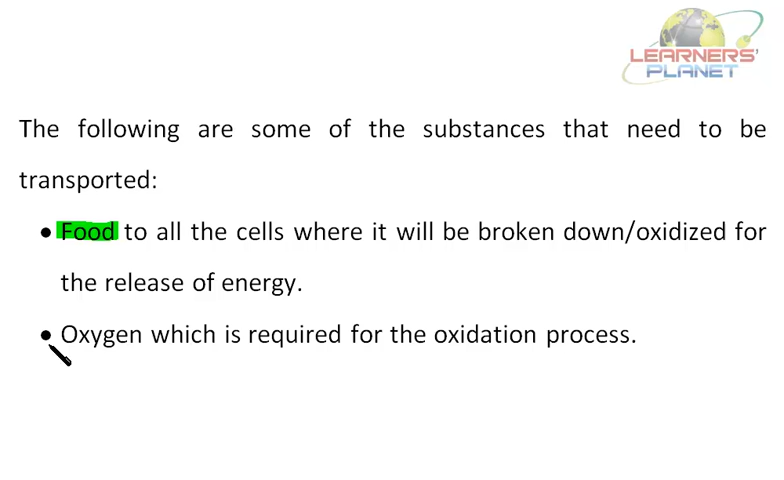 LEARNERS'
PLANET
The following are some of the substances that need to be
transported:
• Food to all the cells where it will be broken down/oxidized for
the release of energy.
• Oxygen which is required for the oxidation process.